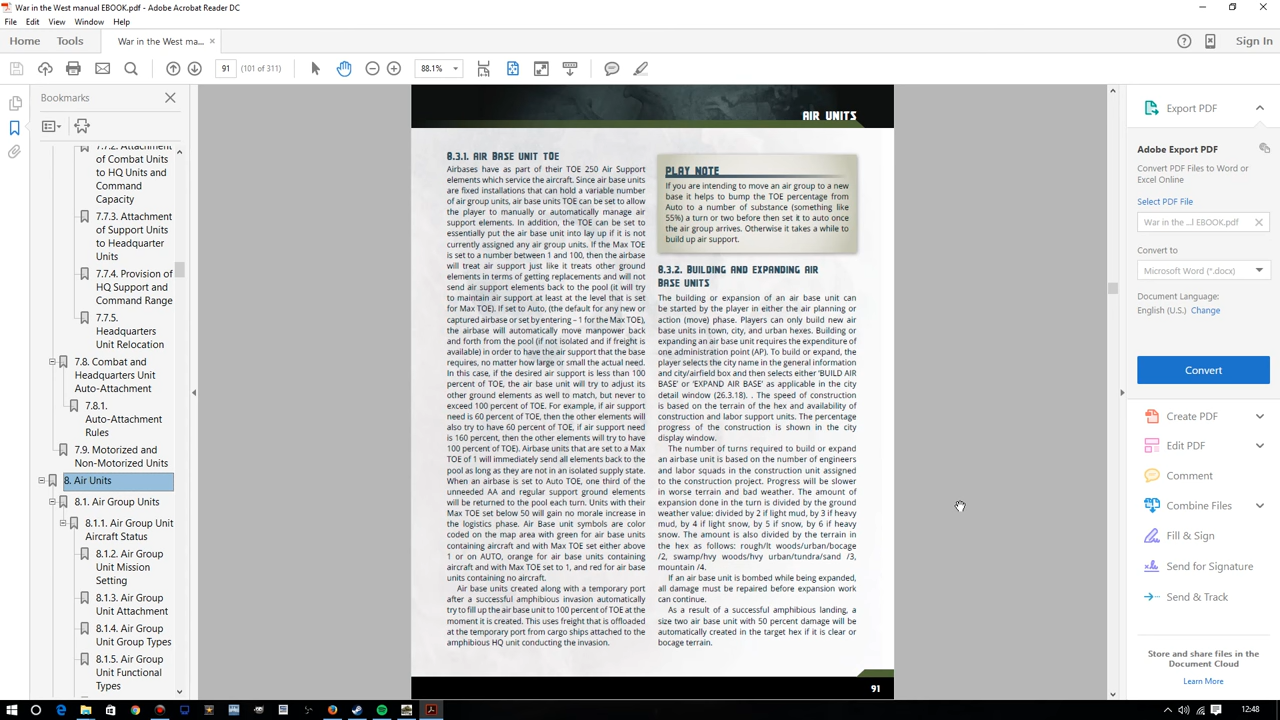 War in the West manual EBOOK.pdf - Adobe Acrobat Reader DC
File Edit View Window Help
Home Tools War in the West ma... × Sign In
91 (101 of 311) 88.1%
Bookmarks
7.7.2. Attachment
of Combat Units
to HQ Units and
Command
Capacity
7.7.3. Attachment
of Support Units
to Headquarter
Units
7.7.4. Provision of
HQ Support and
Command Range
7.7.5.
Headquarters
Unit Relocation
7.8. Combat and
Headquarters Unit
Auto-Attachment
7.8.1.
Auto-Attachment
Rules
7.9. Motorized and
Non-Motorized Units
8. Air Units
8.1. Air Group Units
8.1.1. Air Group Unit
Aircraft Status
8.1.2. Air Group
Unit Mission
Setting
8.1.3. Air Group
Unit Attachment
8.1.4. Air Group
Unit Group Types
8.1.5. Air Group
Unit Functional
Types
AIR UNITS
8.3.1. AIR BASE UNIT TOE
Airbases have as part of their TOE 250 Air Support
elements which service the aircraft. Since air base units
are fixed installations that can hold a variable number
of air group units, air base units TOE can be set to allow
the player to manually or automatically manage air
support elements. In addition, the TOE can be set to
essentially put the air base unit into lay up if it is not
currently assigned any air group units. If the Max TOE
is set to a number between 1 and 100, then the airbase
will treat air support just like it treats other ground
elements in terms of getting replacements and will not
send air support elements back to the pool (it will try
to maintain air support at least at the level that is set
for Max TOE). If set to Auto, (the default for any new or
captured airbase or set by entering – 1 for the Max TOE),
the airbase will automatically move manpower back
and forth from the pool (if not isolated and if freight is
available) in order to have the air support that the base
requires, no matter how large or small the actual need.
In this case, if the desired air support is less than 100
percent of TOE, the air base unit will try to adjust its
other ground elements as well to match, but never to
exceed 100 percent of TOE. For example, if air support
need is 60 percent of TOE, then the other elements will
also try to have 60 percent of TOE, if air support need
is 160 percent, then the other elements will try to have
100 percent of TOE). Airbase units that are set to a Max
TOE of 1 will immediately send all elements back to the
pool as long as they are not in an isolated supply state.
When an airbase is set to Auto TOE, one third of the
unneeded AA and regular support ground elements
will be returned to the pool each turn. Units with their
Max TOE set below 50 will gain no morale increase in
the logistics phase. Air Base unit symbols are color
coded on the map area with green for air base units
containing aircraft and with Max TOE set either above
1 or on AUTO, orange for air base units containing
aircraft and with Max TOE set to 1, and red for air base
units containing no aircraft.
Air base units created along with a temporary port
after a successful amphibious invasion automatically
try to fill up the air base unit to 100 percent of TOE at the
moment it is created. This uses freight that is offloaded
at the temporary port from cargo ships attached to the
amphibious HQ unit conducting the invasion.
PLAY NOTE
If you are intending to move an air group to a new
base it helps to bump the TOE percentage from
Auto to a number of substance (something like
55%) a turn or two before then set it to auto once
the air group arrives. Otherwise it takes a while to
build up air support.
8.3.2. BUILDING AND EXPANDING AIR
BASE UNITS
The building or expansion of an air base unit can
be started by the player in either the air planning or
action (move) phase. Players can only build new air
base units in town, city, and urban hexes. Building or
expanding an air base unit requires the expenditure of
one administration point (AP). To build or expand, the
player selects the city name in the general information
and city/airfield box and then selects either 'BUILD AIR
BASE' or 'EXPAND AIR BASE' as applicable in the city
detail window (26.3.18). . The speed of construction
is based on the terrain of the hex and availability of
construction and labor support units. The percentage
progress of the construction is shown in the city
display window.
The number of turns required to build or expand
an airbase unit is based on the number of engineers
and labor squads in the construction unit assigned
to the construction project. Progress will be slower
in worse terrain and bad weather. The amount of
expansion done in the turn is divided by the ground
weather value: divided by 2 if light mud, by 3 if heavy
mud, by 4 if light snow, by 5 if snow, by 6 if heavy
snow. The amount is also divided by the terrain in
the hex as follows: rough/lt woods/urban/bocage
/2, swamp/hvy woods/hvy urban/tundra/sand /3,
mountain /4.
If an air base unit is bombed while being expanded,
all damage must be repaired before expansion work
can continue.
As a result of a successful amphibious landing, a
size two air base unit with 50 percent damage will be
automatically created in the target hex if it is clear or
bocage terrain.
91
Export PDF
Adobe Export PDF
Convert PDF Files to Word or
Excel Online
Select PDF File
War in the ...l EBOOK.pdf
Convert to
Microsoft Word (*.docx)
Document Language:
English (U.S.) Change
Convert
Create PDF
Edit PDF
Comment
Combine Files
Fill & Sign
Send for Signature
Send & Track
Store and share files in the
Document Cloud
Learn More
12:48